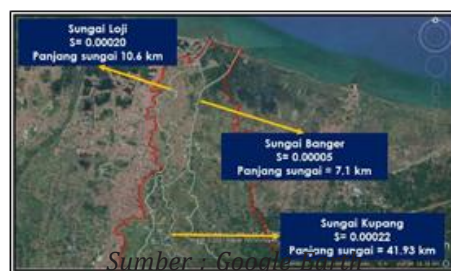 Sungai Loji
S= 0.00020
Panjang sungai 10.6 km
Sungai Banger
S= 0.00005
Panjang sungai = 7.1 km
Sungai Kupang
S= 0.00022
Panjang sungai = 41.93 km
Sumber : Google